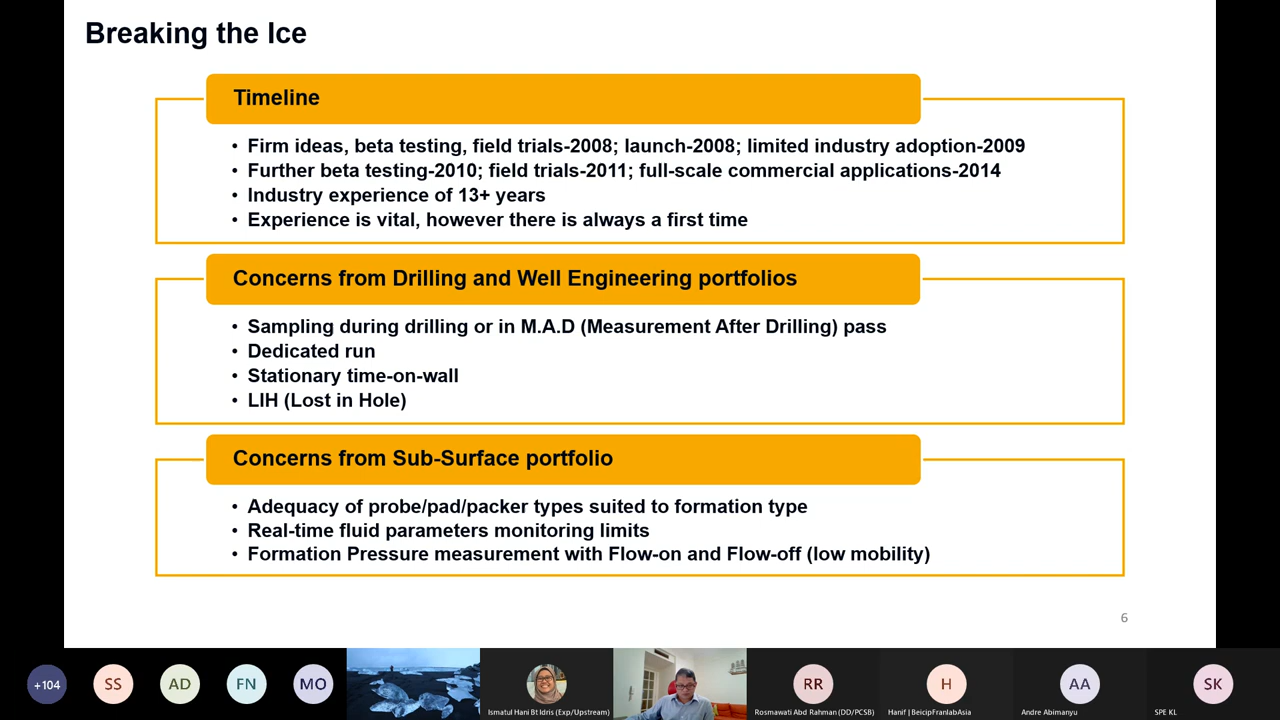 Breaking the Ice
Timeline
• Firm ideas, beta testing, field trials-2008; launch-2008; limited industry adoption-2009
• Further beta testing-2010; field trials-2011; full-scale commercial applications-2014
• Industry experience of 13+ years
• Experience is vital, however there is always a first time
Concerns from Drilling and Well Engineering portfolios
• Sampling during drilling or in M.A.D (Measurement After Drilling) pass
• Dedicated run
• Stationary time-on-wall
• LIH (Lost in Hole)
Concerns from Sub-Surface portfolio
• Adequacy of probe/pad/packer types suited to formation type
• Real-time fluid parameters monitoring limits
• Formation Pressure measurement with Flow-on and Flow-off (low mobility)
6
+104
SS
AD
FN
MO
Ismatul Hani Bt Idris (Exp/Upstream)
RR
Rosmawati Abd Rahman (DD/PCSB)
H
Hanif | BeicipFranlabAsia
AA
Andre Abimanyu
SK
SPE KL